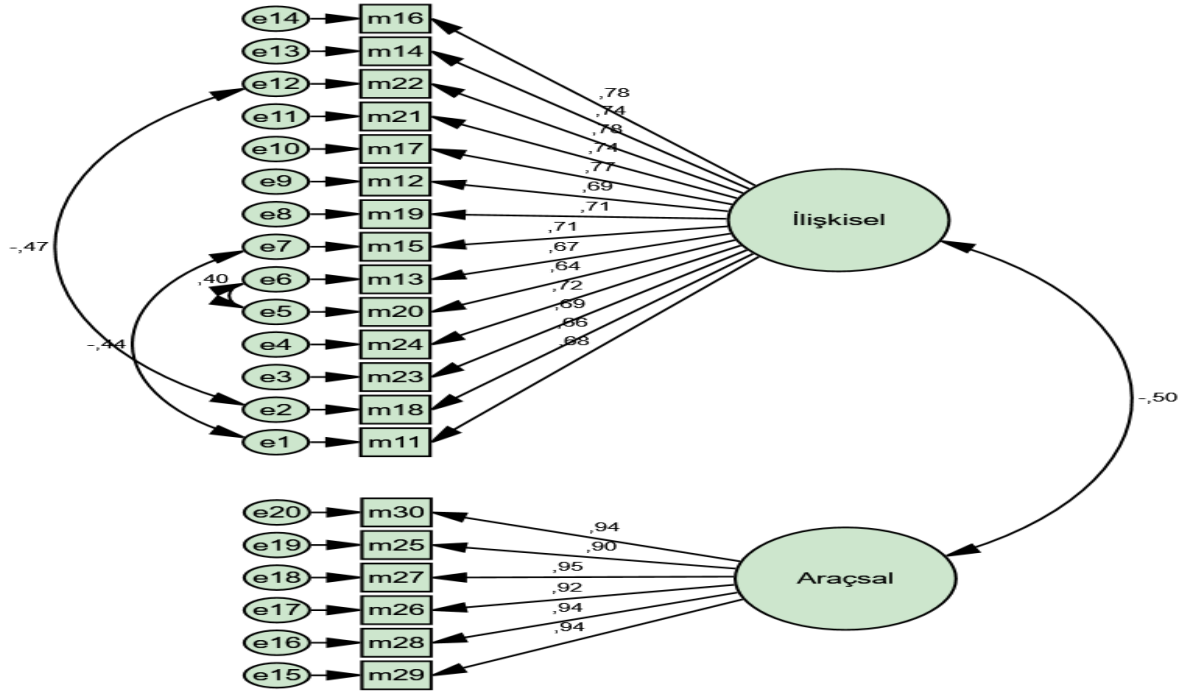 e14 m16
e13 m14
e12 m22
e11 m21
e10 m17
e9 m12
e8 m19
e7 m15
e6 m13
e5 m20
e4 m24
e3 m23
e2 m18
e1 m11
,78
,74
,78
,74
,77
,69
,71
,71
,67
,64
,72
,69
,66
,68
İlişkisel
-,47
,40
-,44
-,50
e20 m30
e19 m25
e18 m27
e17 m26
e16 m28
e15 m29
,94
,90
,95
,92
,94
,94
Araçsal